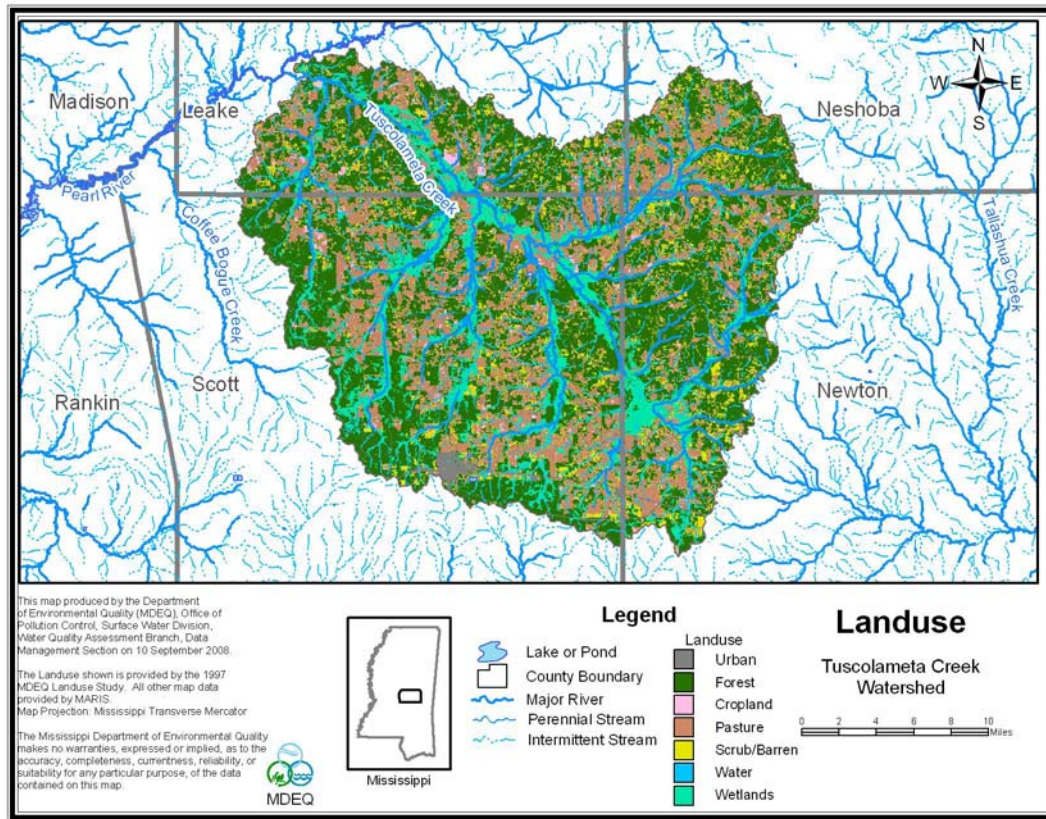 N
W E
S
Madison
Leake
Neshoba
Tuscolameta Creek
Pearl River
Coffee Bogue Creek
Tallashua Creek
Scott
Rankin
Newton
This map produced by the Department
of Environmental Quality (MDEQ), Office of
Pollution Control, Surface Water Division,
Water Quality Assessment Branch, Data
Management Section on 10 September 2008.
The Landuse shown is provided by the 1997
MDEQ Landuse Study. All other map data
provided by MARIS.
Map Projection: Mississippi Transverse Mercator
The Mississippi Department of Environmental Quality
makes no warranties, expressed or implied, as to the
accuracy, completeness, currentness, reliability, or
suitability for any particular purpose, of the data
contained on this map.
MDEQ
Mississippi
Legend
Lake or Pond
County Boundary
Major River
Perennial Stream
Intermittent Stream
Landuse
Urban
Forest
Cropland
Pasture
Scrub/Barren
Water
Wetlands
Landuse
Tuscolameta Creek
Watershed
0 2 4 6 8 10
Miles